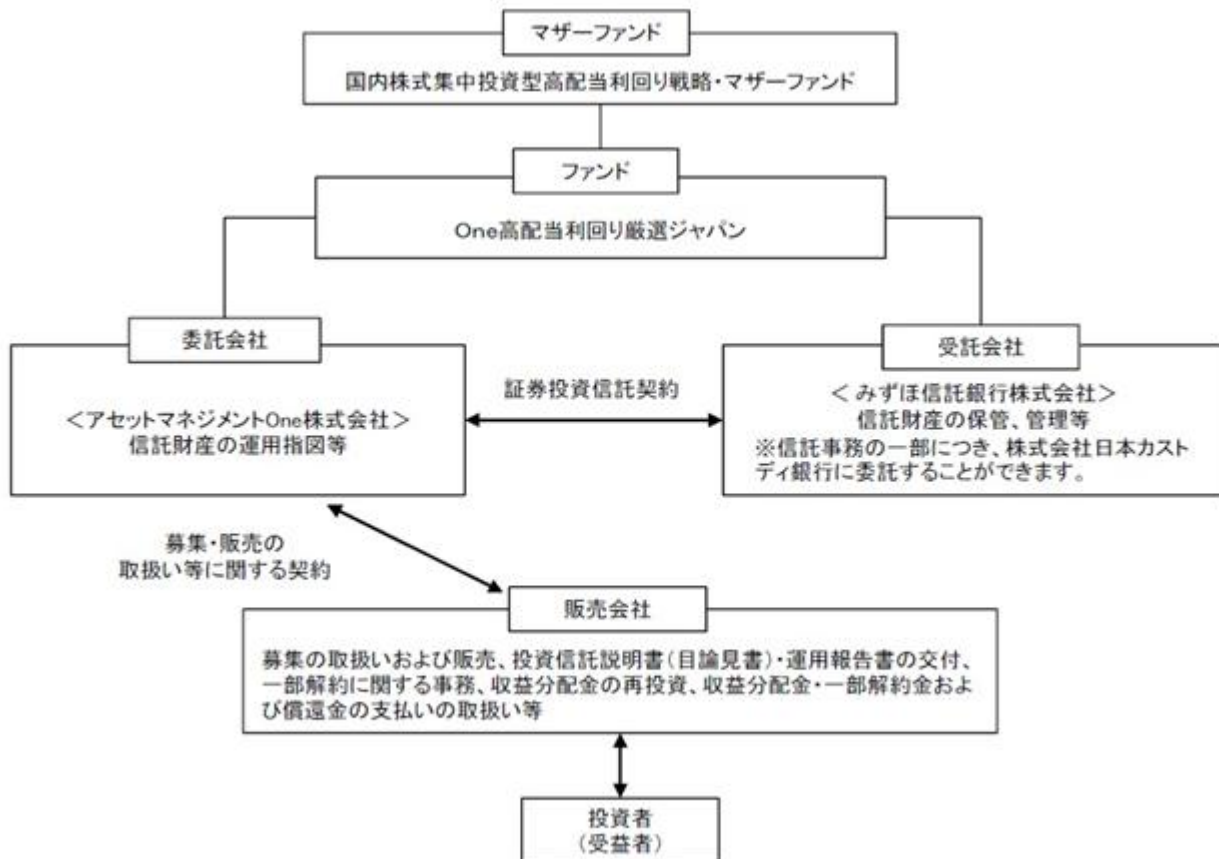 マザーファンド
国内株式集中投資型高配当利回り戦略・マザーファンド
ファンド
One高配当利回り厳選ジャパン
委託会社
<アセットマネジメントOne株式会社>
信託財産の運用指図等
証券投資信託契約
受託会社
<みずほ信託銀行株式会社>
信託財産の保管、管理等
※信託事務の一部につき、株式会社日本カスト
ディ銀行に委託することができます。
募集・販売の
取扱い等に関する契約
販売会社
募集の取扱いおよび販売、投資信託説明書(目論見書)・運用報告書の交付、
一部解約に関する事務、収益分配金の再投資、収益分配金・一部解約金およ
び償還金の支払いの取扱い等
投資者
(受益者)